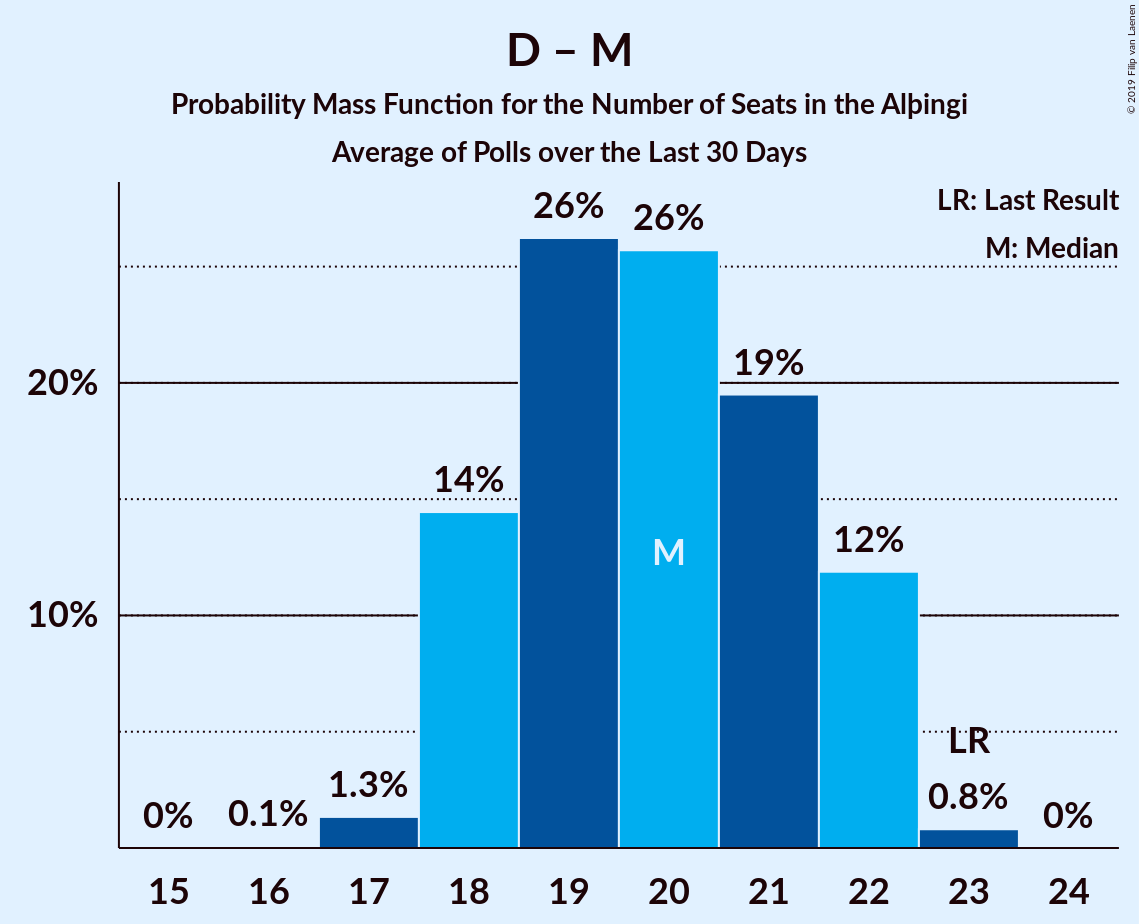 D – M
Probability Mass Function for the Number of Seats in the Alþingi
Average of Polls over the Last 30 Days
© 2019 Filip van Laenen
LR: Last Result
M: Median
26%
26%
19%
20%
14%
12%
M
10%
LR
1.3%
0.8%
0%
0.1%
0%
15 16 17 18 19 20 21 22 23 24